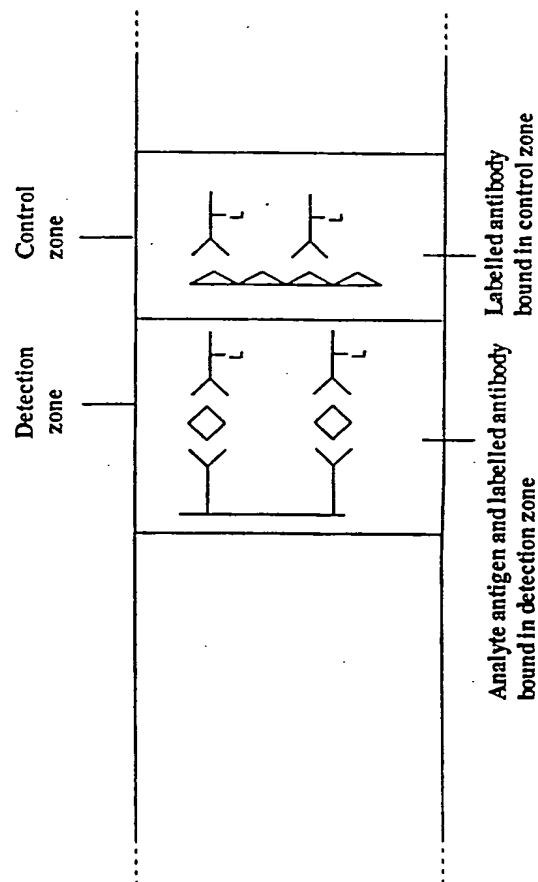 Detection
zone
Control
zone
L
L
L
L
Analyte antigen and labelled antibody
bound in detection zone
Labelled antibody
bound in control zone